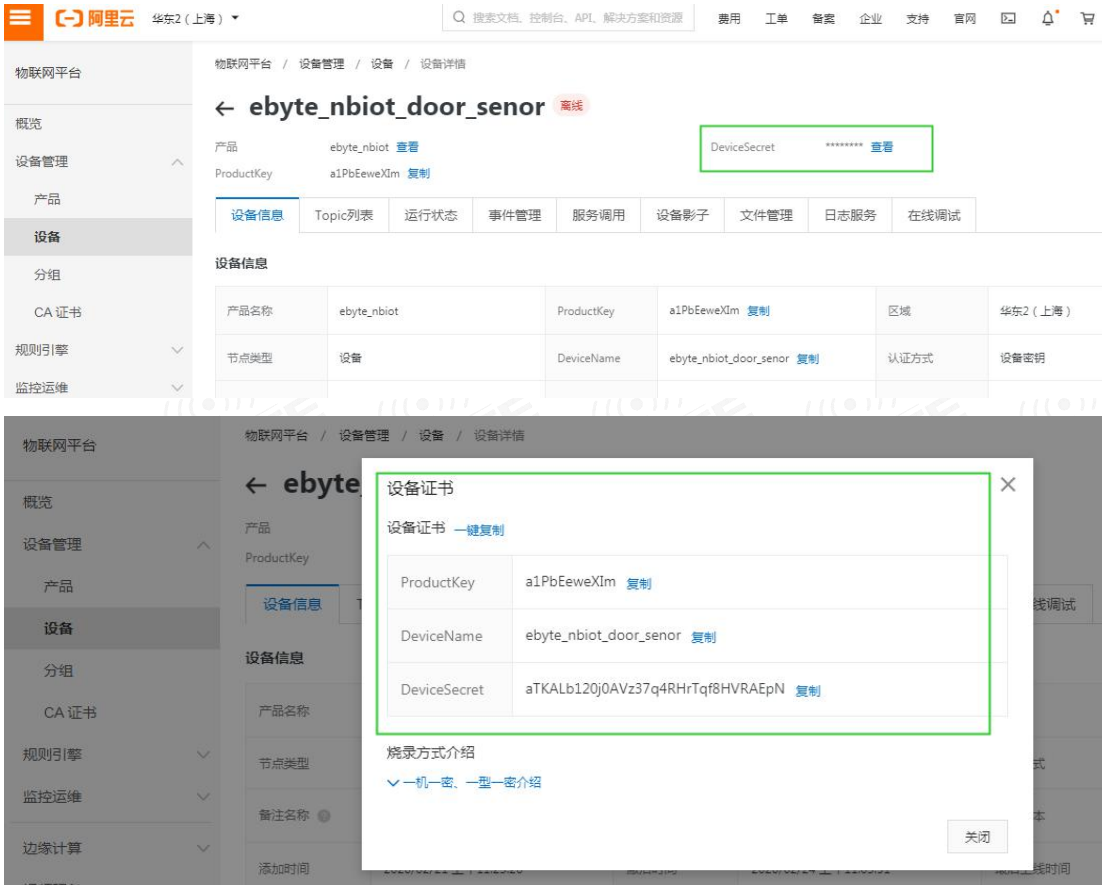 阿里云 华东2（上海） 搜索文档、控制台、API、解决方案和资源 费用 工单 备案 企业 支持 官网
物联网平台
概览
设备管理
产品
设备
分组
CA 证书
规则引擎
监控运维
物联网平台 / 设备管理 / 设备 / 设备详情
← ebyte_nbiot_door_senor 离线
产品 ebyte_nbiot 查看 DeviceSecret ******** 查看
ProductKey a1PbEeweXIm 复制
设备信息 Topic列表 运行状态 事件管理 服务调用 设备影子 文件管理 日志服务 在线调试
设备信息
产品名称 ebyte_nbiot ProductKey a1PbEeweXIm 复制 区域 华东2（上海）
节点类型 设备 DeviceName ebyte_nbiot_door_senor 复制 认证方式 设备密钥
物联网平台
概览
设备管理
产品
设备
分组
CA 证书
规则引擎
监控运维
边缘计算
物联网平台 / 设备管理 / 设备 / 设备详情
← ebyte
产品
ProductKey
设备信息
线调试
设备信息
产品名称
节点类型
备注名称
添加时间
设备证书
设备证书 一键复制
ProductKey a1PbEeweXIm 复制
DeviceName ebyte_nbiot_door_senor 复制
DeviceSecret aTKALb120j0AVz37q4RHrTqf8HVRAEpN 复制
烧录方式介绍
一机一密、一型一密介绍
关闭